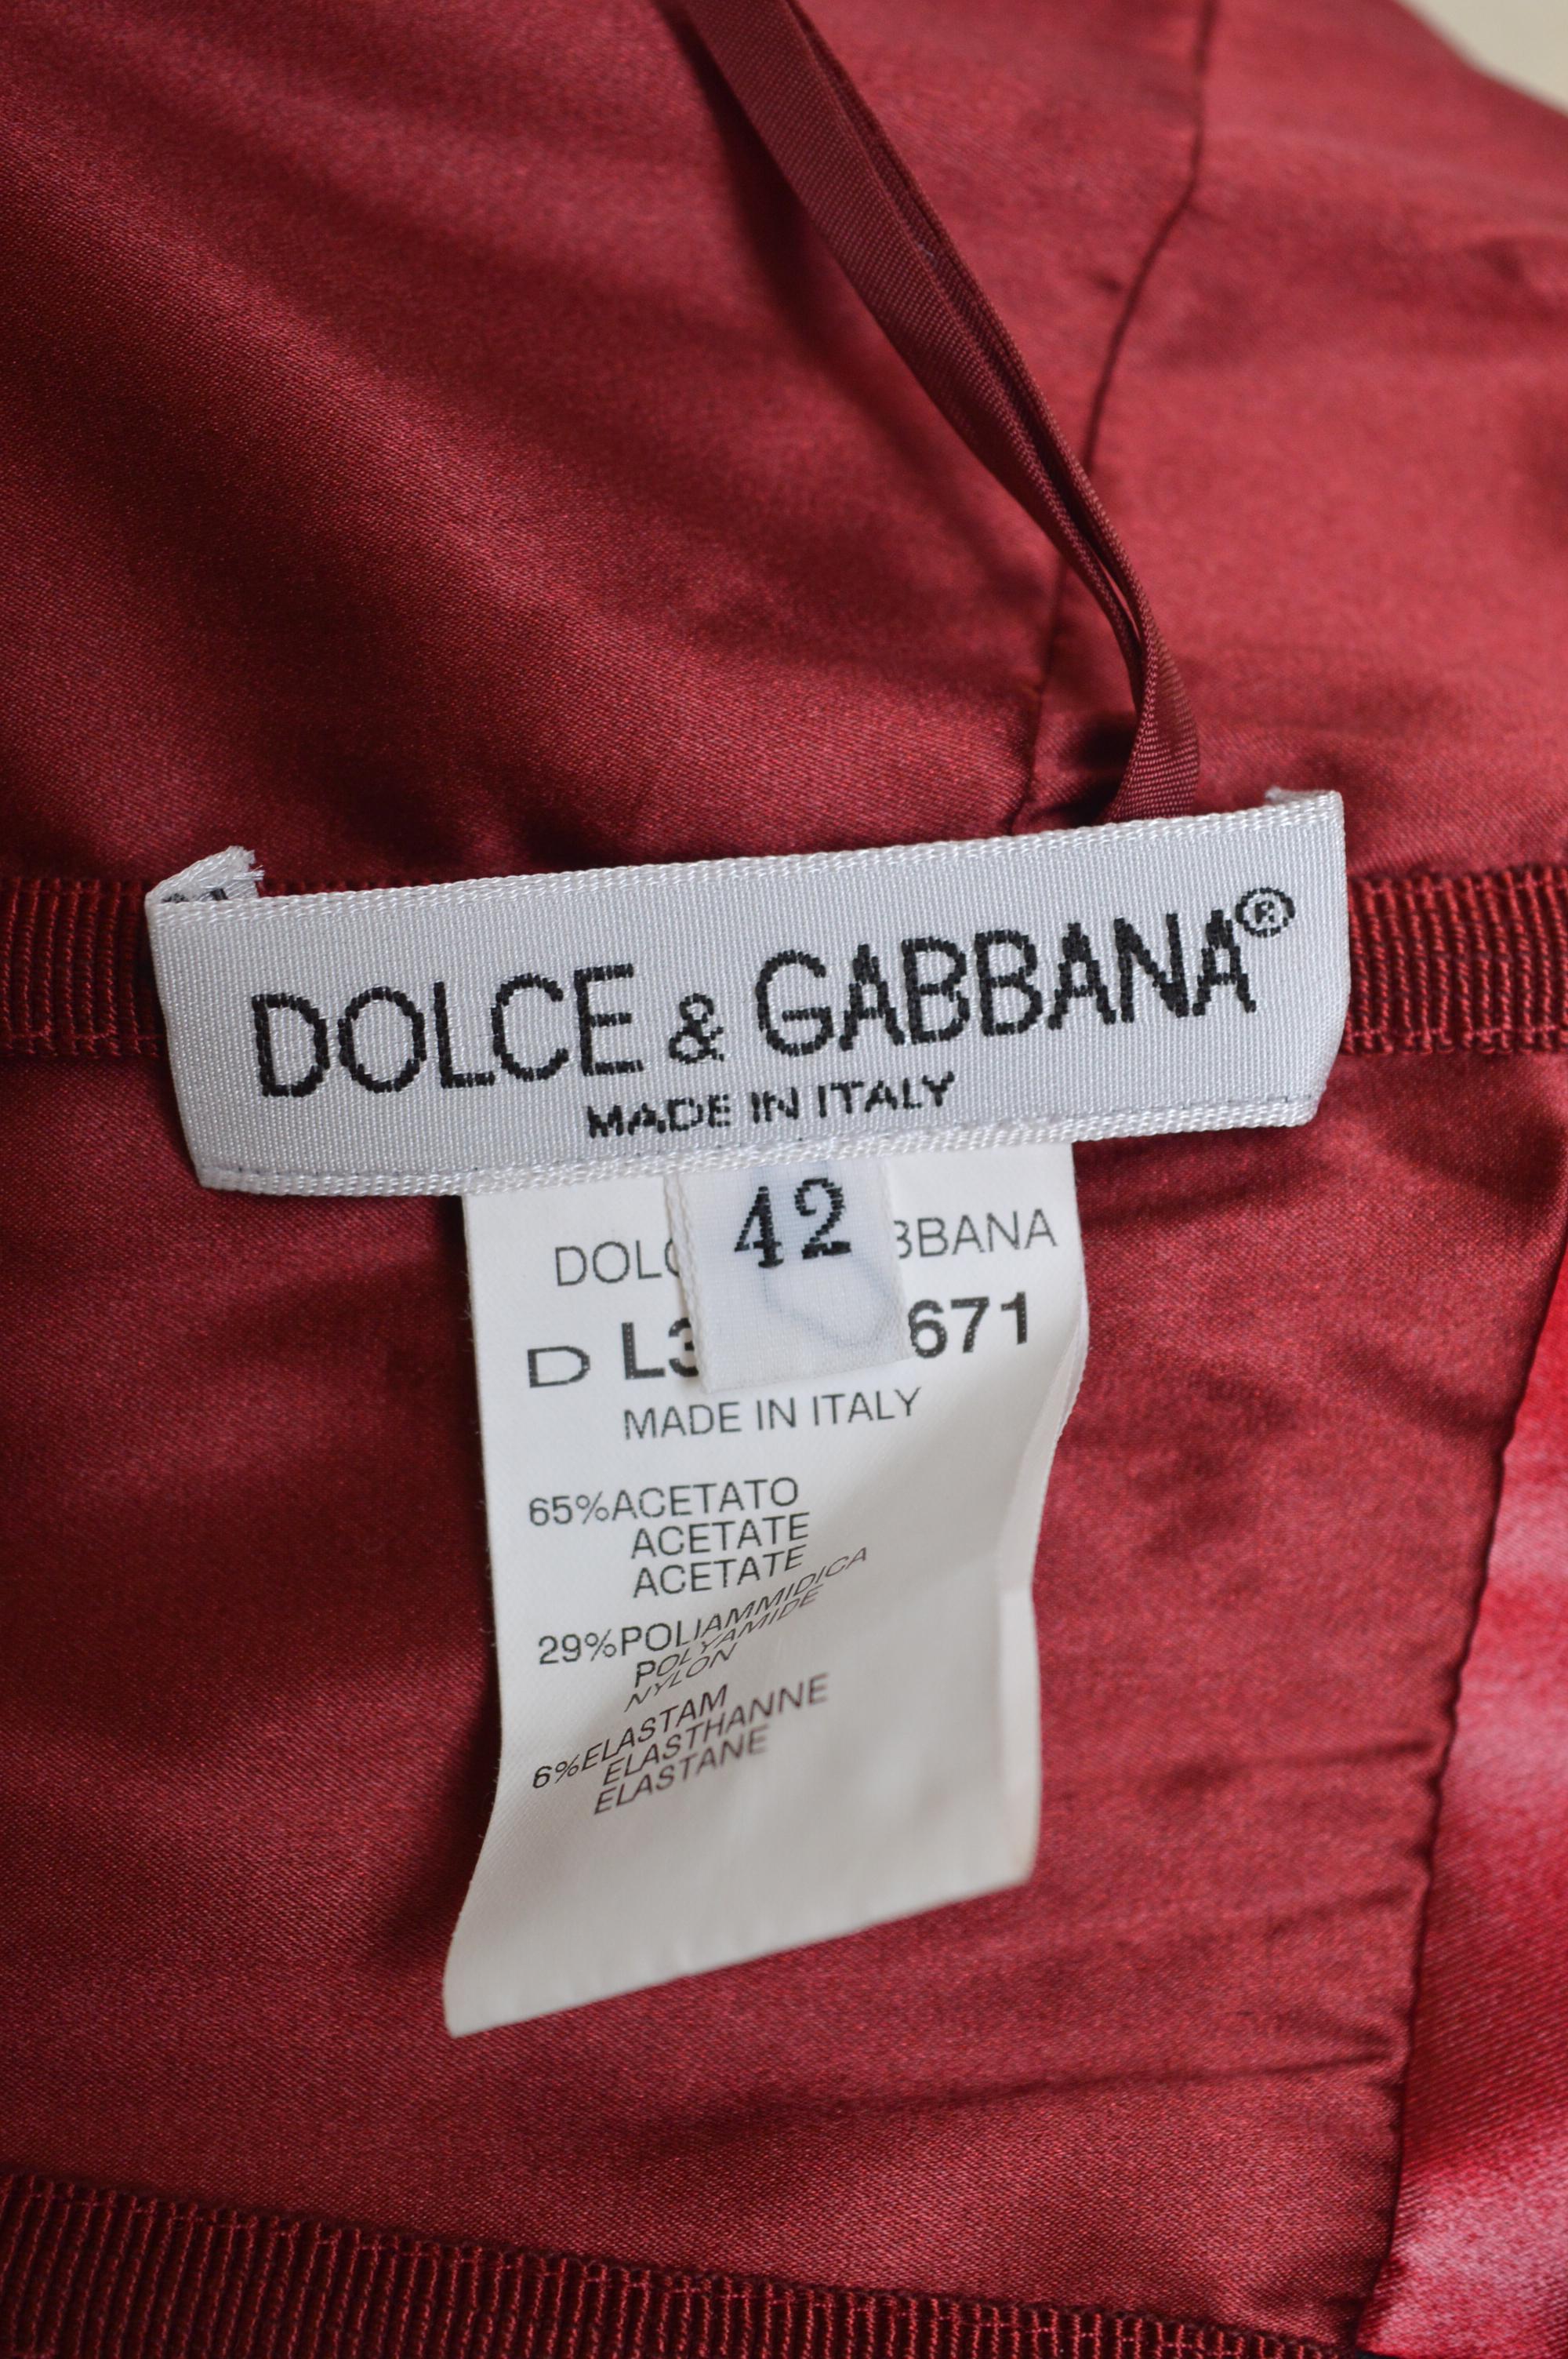 DOLCE & GABBANA®
MADE IN ITALY
42
D
671
MADE IN ITALY
65%ACETATO
ACETATE
ACETATE
29%POLIAMMIDICA
POLYAMIDE
NYLON
6%ELASTAM
ELASTHANNE
ELASTANE